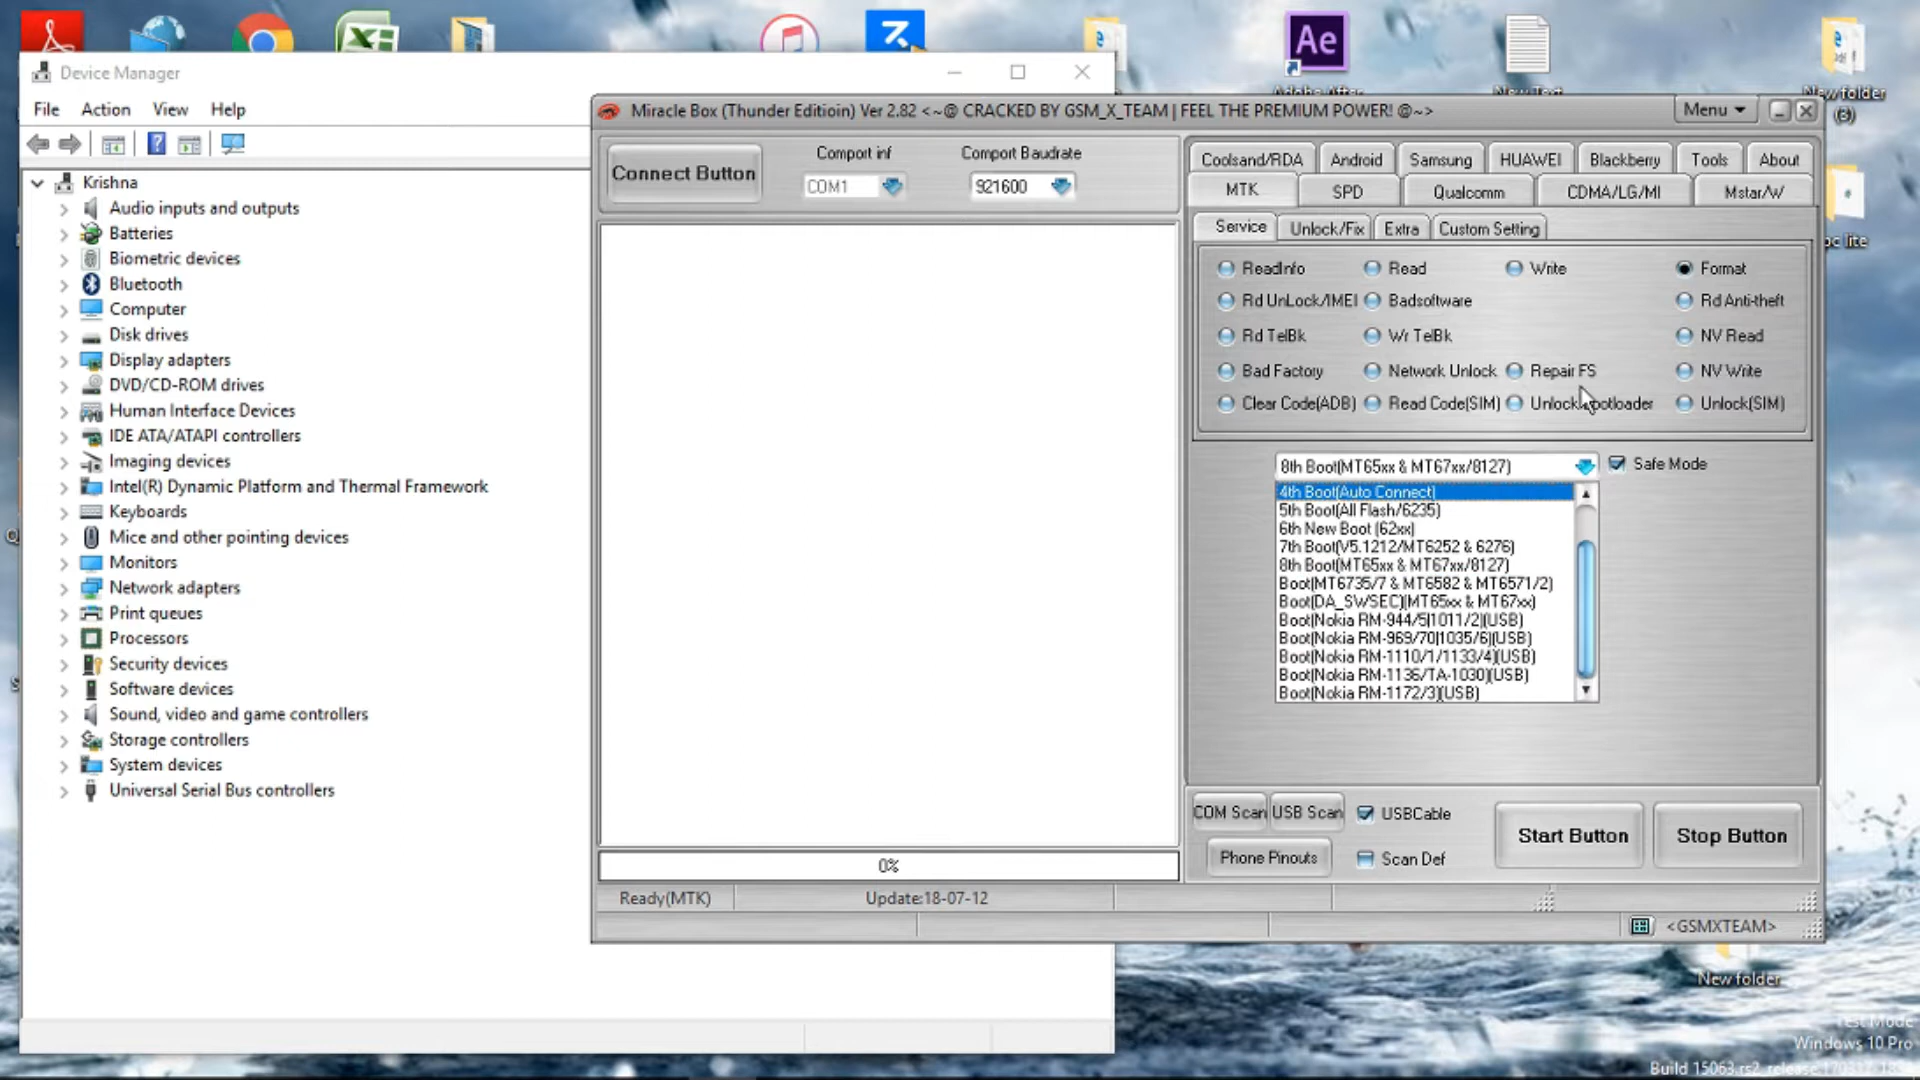 Device Manager
File Action View Help
Krishna
Audio inputs and outputs
Batteries
Biometric devices
Bluetooth
Computer
Disk drives
Display adapters
DVD/CD-ROM drives
Human Interface Devices
IDE ATA/ATAPI controllers
Imaging devices
Intel(R) Dynamic Platform and Thermal Framework
Keyboards
Mice and other pointing devices
Monitors
Network adapters
Print queues
Processors
Security devices
Software devices
Sound, video and game controllers
Storage controllers
System devices
Universal Serial Bus controllers
Miracle Box (Thunder Editioin) Ver 2.82 <~@ CRACKED BY GSM_X_TEAM | FEEL THE PREMIUM POWER! @~>
Menu
Connect Button
Comport inf
COM1
Comport Baudrate
921600
0%
Ready(MTK)
Update:18-07-12
Coolsand/RDA Android Samsung HUAWEI Blackberry Tools About
MTK SPD Qualcomm CDMA/LG/MI Mstar/W
Service Unlock/Fix Extra Custom Setting
ReadInfo Read Write Format
Rd UnLock/IMEI Badsoftware Rd Anti-theft
Rd TelBk Wr TelBk NV Read
Bad Factory Network Unlock Repair FS NV Write
Clear Code(ADB) Read Code(SIM) Unlock ootloader Unlock(SIM)
8th Boot(MT65xx & MT67xx/8127) Safe Mode
4th Boot(Auto Connect)
5th Boot(All Flash/6235)
6th New Boot (62xx)
7th Boot(V5.1212/MT6252 & 6276)
8th Boot(MT65xx & MT67xx/8127)
Boot(MT6735/7 & MT6582 & MT6571/2)
Boot(DA_SWSEC)(MT65xx & MT67xx)
Boot(Nokia RM-944/5|1011/2)(USB)
Boot(Nokia RM-969/70|1035/6)(USB)
Boot(Nokia RM-1110/1/1133/4)(USB)
Boot(Nokia RM-1136/TA-1030)(USB)
Boot(Nokia RM-1172/3)(USB)
COM Scan USB Scan USBCable
Phone Pinouts Scan Def
Start Button Stop Button
<GSMXTEAM>
Ae
New folder
(3)
New folder
Test Mode
Windows 10 Pro